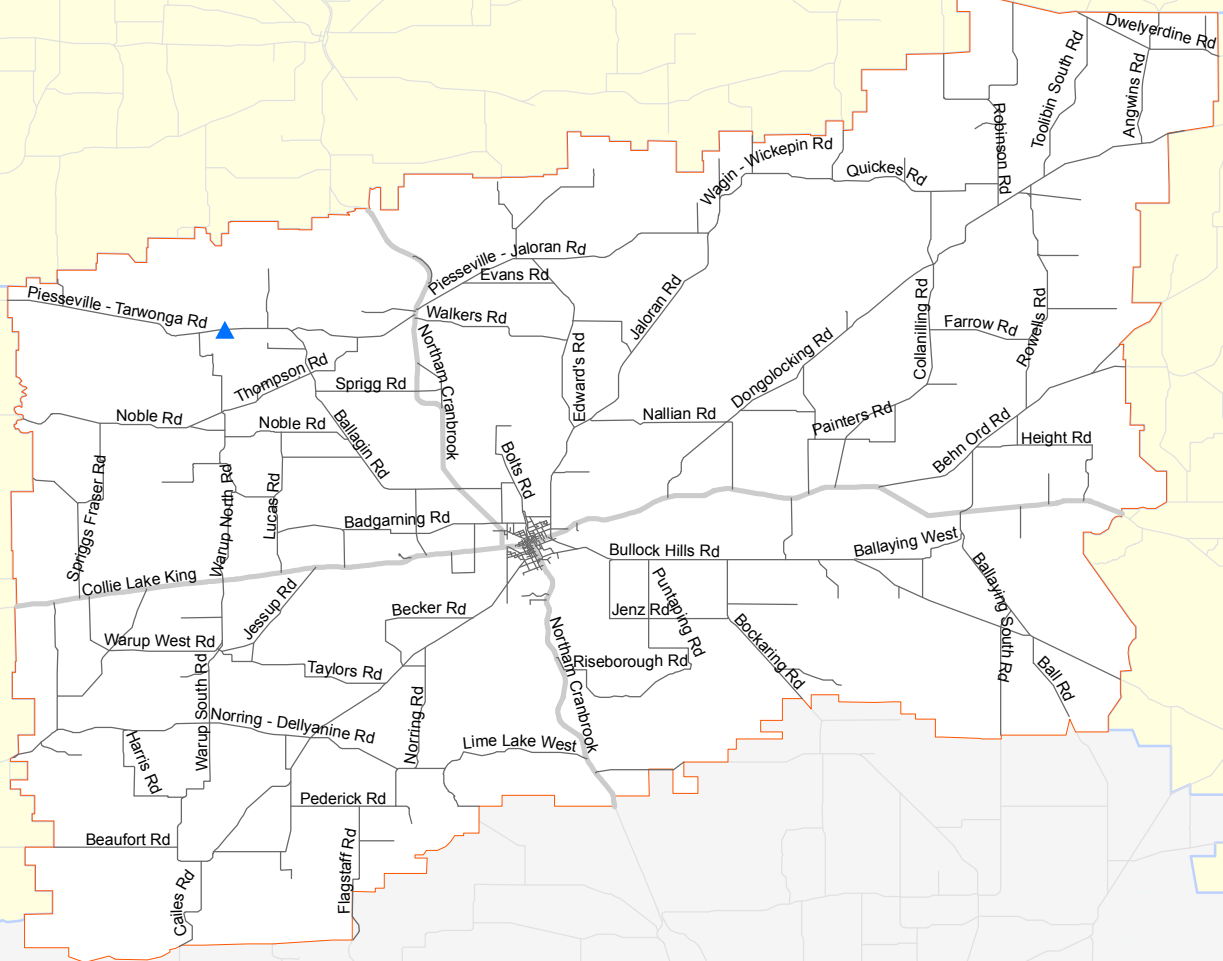 Dwelyerdine Rd
Toolibin South Rd
Angwins Rd
Robinson Rd
Wagin - Wickepin Rd
Quickes Rd
Piesseville - Jaloran Rd
Evans Rd
Piesseville - Tarwonga Rd
Walkers Rd
Jaloran Rd
Collanilling Rd
Farrow Rd
Rowells Rd
Northam Cranbrook
Edward's Rd
Thompson Rd
Sprigg Rd
Dongolocking Rd
Noble Rd
Noble Rd
Ballagin Rd
Nallian Rd
Painters Rd
Behn Ord Rd
Height Rd
Bolts Rd
Spriggs Fraser Rd
Warup North Rd
Lucas Rd
Badgarning Rd
Bullock Hills Rd
Ballaying West
Collie Lake King
Jessup Rd
Becker Rd
Puntaping Rd
Jenz Rd
Ballaying South Rd
Warup West Rd
Northam Cranbrook
Bockaring Rd
Taylors Rd
Riseborough Rd
Ball Rd
Warup South Rd
Norring - Dellyanine Rd
Norring Rd
Lime Lake West
Harris Rd
Pederick Rd
Beaufort Rd
Flagstaff Rd
Cailes Rd